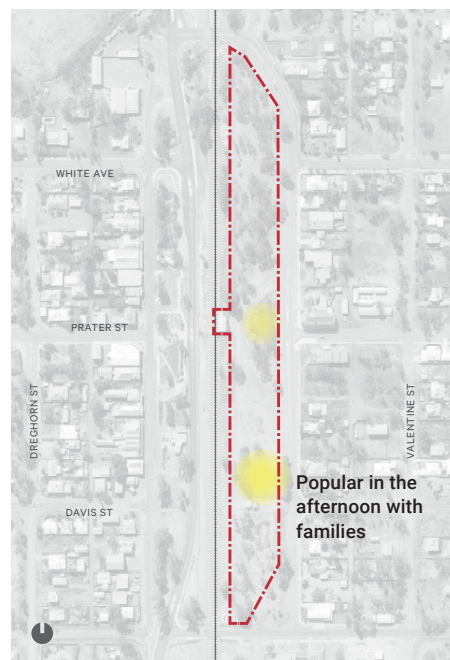 WHITE AVE
PRATER ST
DREGHORN ST
VALENTINE ST
Popular in the
afternoon with
families
DAVIS ST